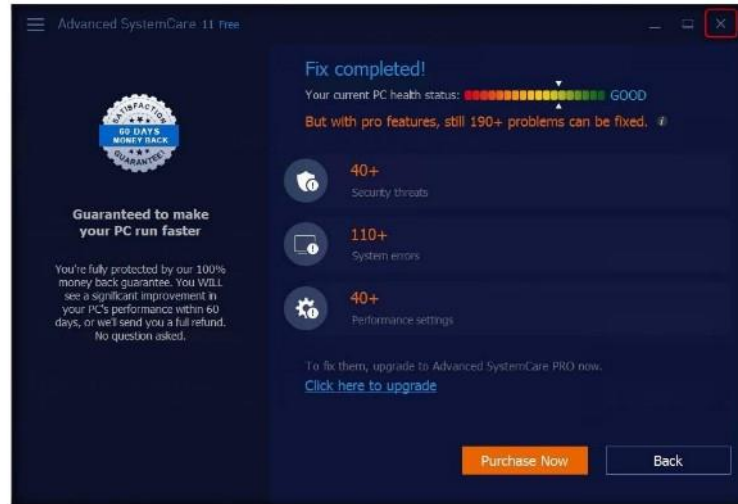 Advanced SystemCare 11 Free
SATISFACTION
60 DAYS
MONEY BACK
GUARANTEE!
Guaranteed to make
your PC run faster
You're fully protected by our 100%
money back guarantee. You WILL
see a significant improvement in
your PC's performance within 60
days, or we'll send you a full refund.
No question asked.
Fix completed!
Your current PC health status: GOOD
But with pro features, still 190+ problems can be fixed. i
40+
Security threats
110+
System errors
40+
Performance settings
To fix them, upgrade to Advanced SystemCare PRO now.
Click here to upgrade
Purchase Now
Back